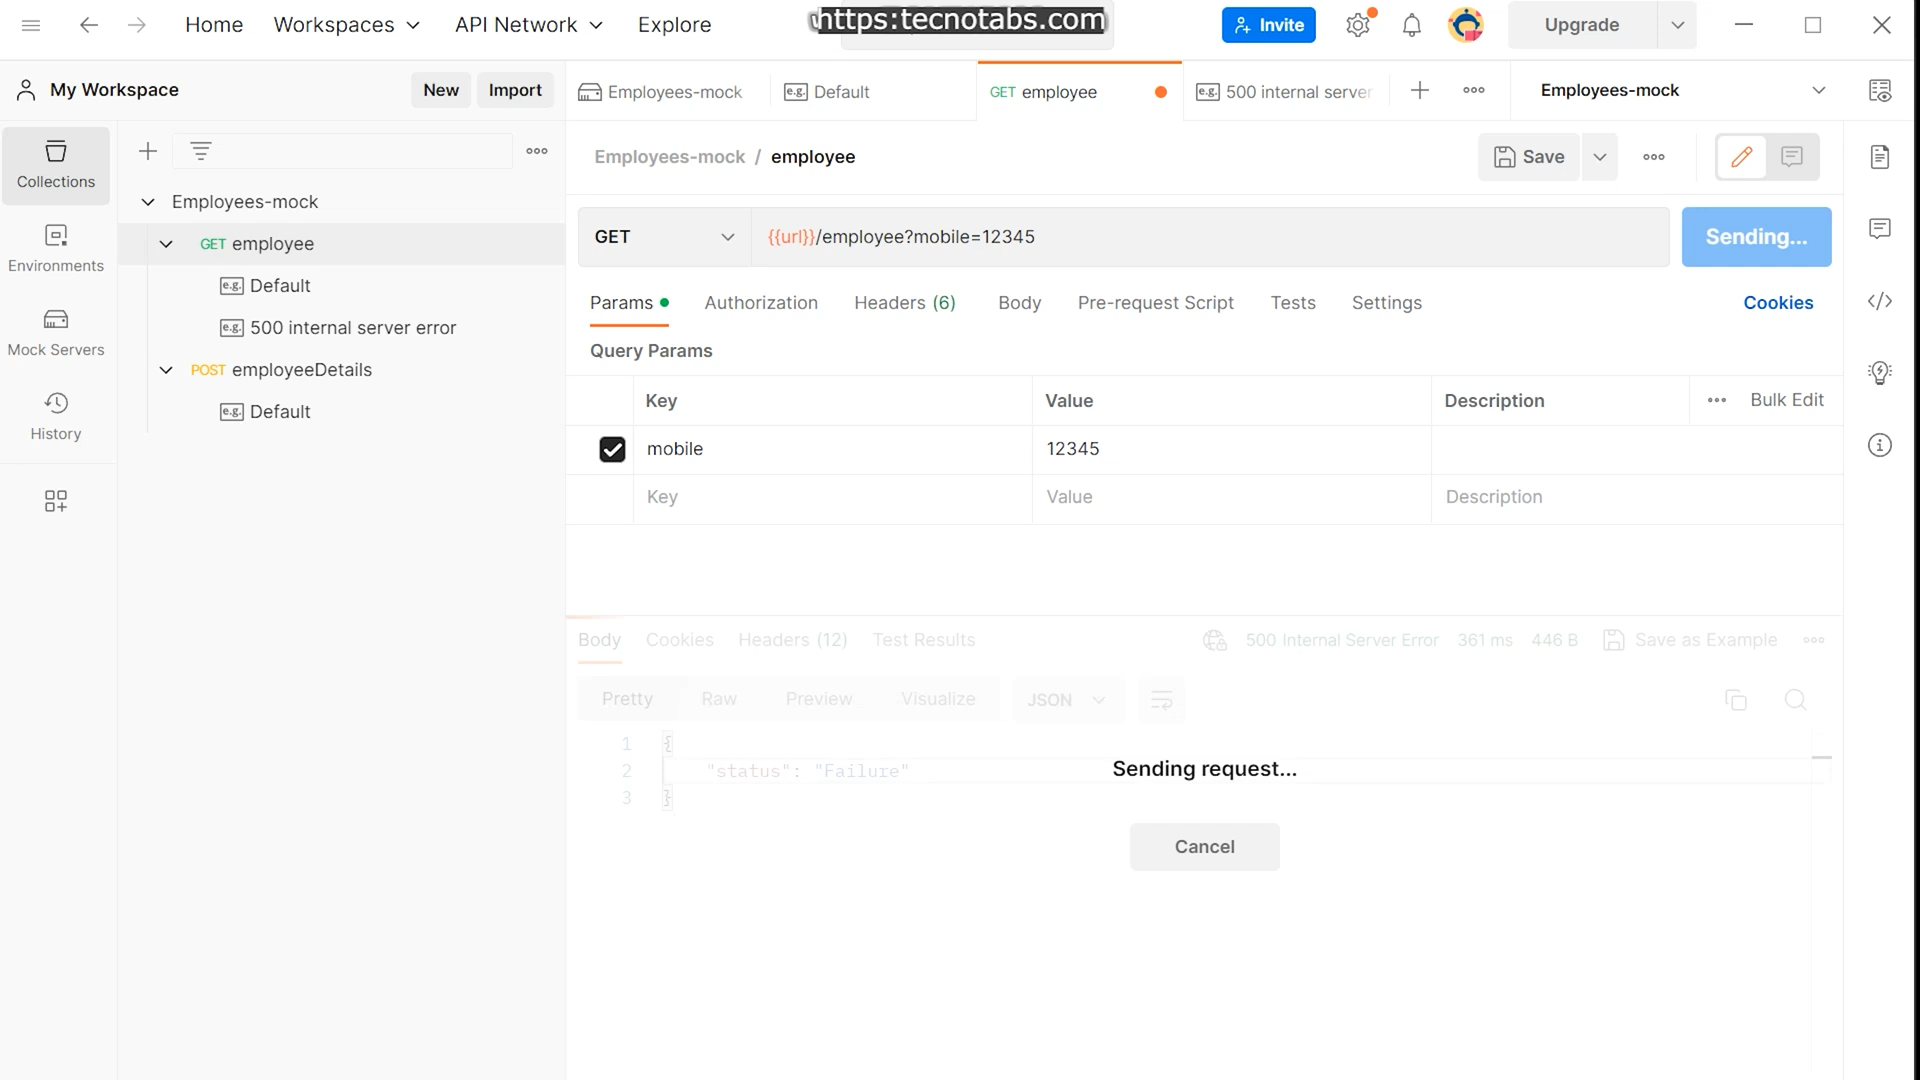 Home
Workspaces
API Network
Explore
https:tecnotabs.com
Invite
Upgrade
My Workspace
New
Import
Employees-mock
e.g. Default
GET employee
e.g. 500 internal server
Employees-mock
Collections
Environments
Mock Servers
History
Employees-mock
GET employee
e.g. Default
e.g. 500 internal server error
POST employeeDetails
e.g. Default
Employees-mock / employee
Save
GET
{{url}}/employee?mobile=12345
Sending...
Params
Authorization
Headers (6)
Body
Pre-request Script
Tests
Settings
Cookies
Query Params
Key
Value
Description
Bulk Edit
mobile
12345
Key
Value
Description
Body
Cookies
Headers (12)
Test Results
500 Internal Server Error
361 ms
446 B
Save as Example
Pretty
Raw
Preview
Visualize
JSON
1 {
2 "status": "Failure"
3 }
Sending request...
Cancel